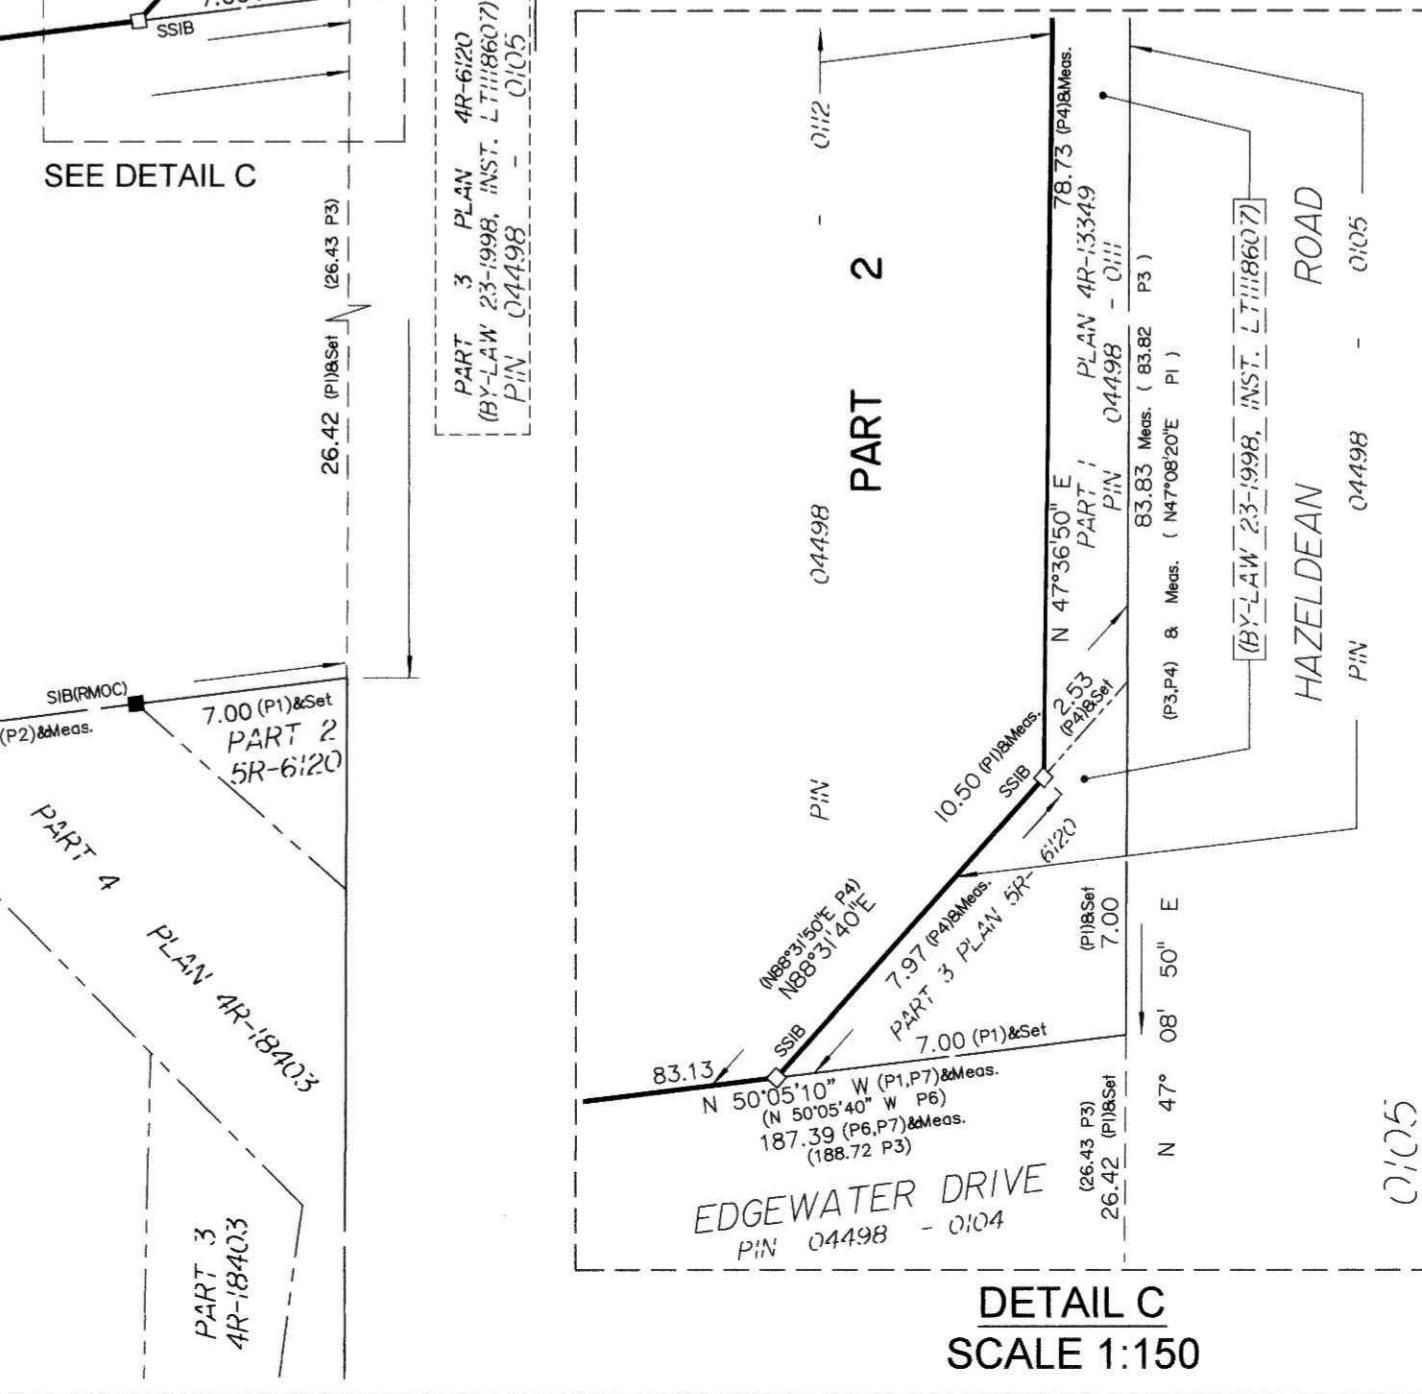 SSIB
SEE DETAIL C
26.42 (P1)&Set (26.43 P3)
PART 3 PLAN 4R-6120
(BY-LAW 23-1998, INST. LT1118607)
PIN 04498 - 0105
SIB(RMOC)
(P2)&Meas.
7.00 (P1)&Set
PART 2
5R-6120
PART 4 PLAN 4R-18403
PART 3
4R-18403
PIN 04498 - 0112
PART 2
78.73 (P4)&Meas.
N 47°36'50" E
PART 1 PLAN 4R-13349
PIN 04498 - 0111
83.83 Meas. ( 83.82 P3 )
(P3,P4) & Meas. ( N47°08'20"E P1 )
(BY-LAW 23-1998, INST. LT1118607)
HAZELDEAN ROAD
PIN 04498 - 0105
2.53
(P4)&Set
10.50 (P1)&Meas.
SSIB
(N88°31'50"E P4)
N88°31'40"E
7.97 (P4)&Meas.
PART 3 PLAN 5R-6120
SSIB
(P1)&Set
7.00
7.00 (P1)&Set
83.13
N 50°05'10" W (P1,P7)&Meas.
(N 50°05'40" W P6)
187.39 (P6,P7)&Meas.
(188.72 P3)
N 47° 08' 50" E
(26.43 P3)
26.42 (P1)&Set
EDGEWATER DRIVE
PIN 04498 - 0104
0105
DETAIL C
SCALE 1:150